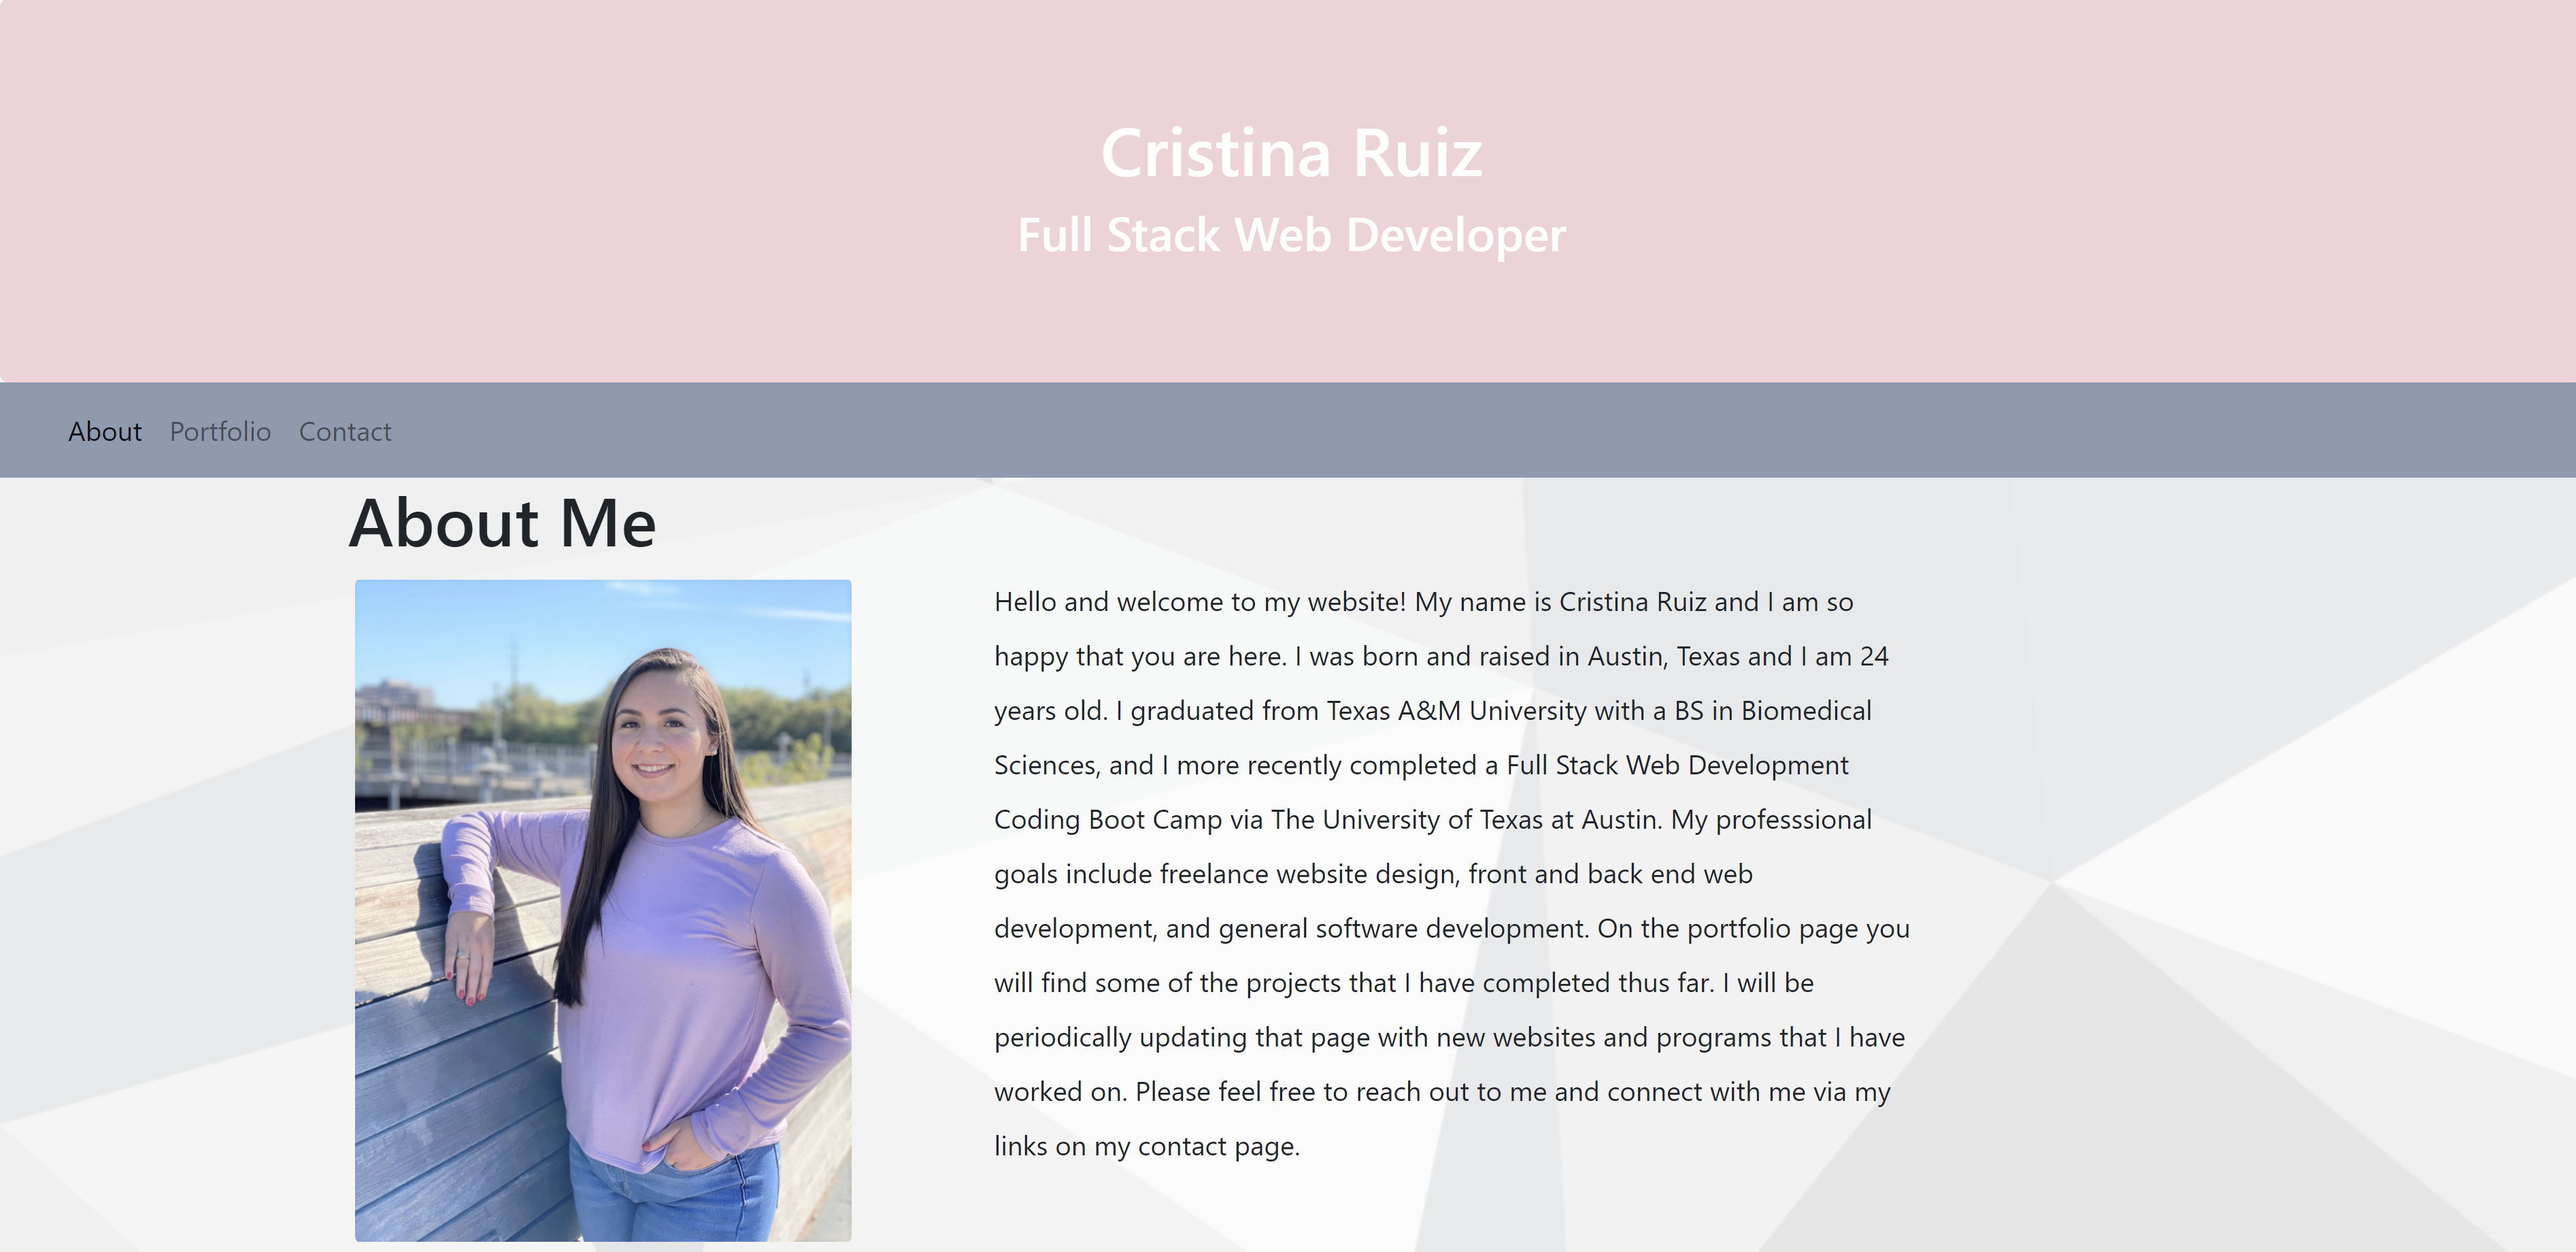 Cristina Ruiz
Full Stack Web Developer
About Portfolio Contact
About Me
Hello and welcome to my website! My name is Cristina Ruiz and I am so
happy that you are here. I was born and raised in Austin, Texas and I am 24
years old. I graduated from Texas A&M University with a BS in Biomedical
Sciences, and I more recently completed a Full Stack Web Development
Coding Boot Camp via The University of Texas at Austin. My professsional
goals include freelance website design, front and back end web
development, and general software development. On the portfolio page you
will find some of the projects that I have completed thus far. I will be
periodically updating that page with new websites and programs that I have
worked on. Please feel free to reach out to me and connect with me via my
links on my contact page.